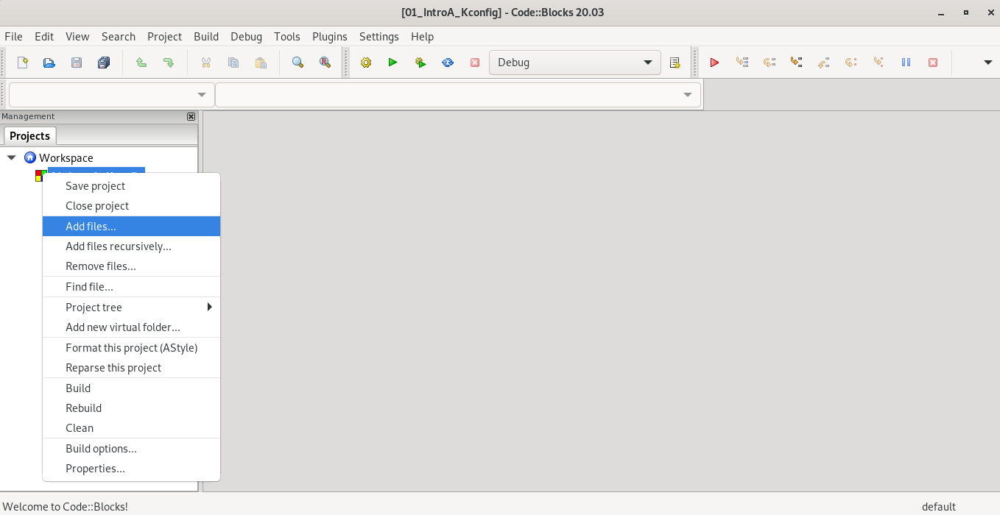 [01_IntroA_Kconfig] - Code::Blocks 20.03
File Edit View Search Project Build Debug Tools Plugins Settings Help
Debug
Management
Projects
Workspace
Save project
Close project
Add files...
Add files recursively...
Remove files...
Find file...
Project tree
Add new virtual folder...
Format this project (AStyle)
Reparse this project
Build
Rebuild
Clean
Build options...
Properties...
Welcome to Code::Blocks!
default